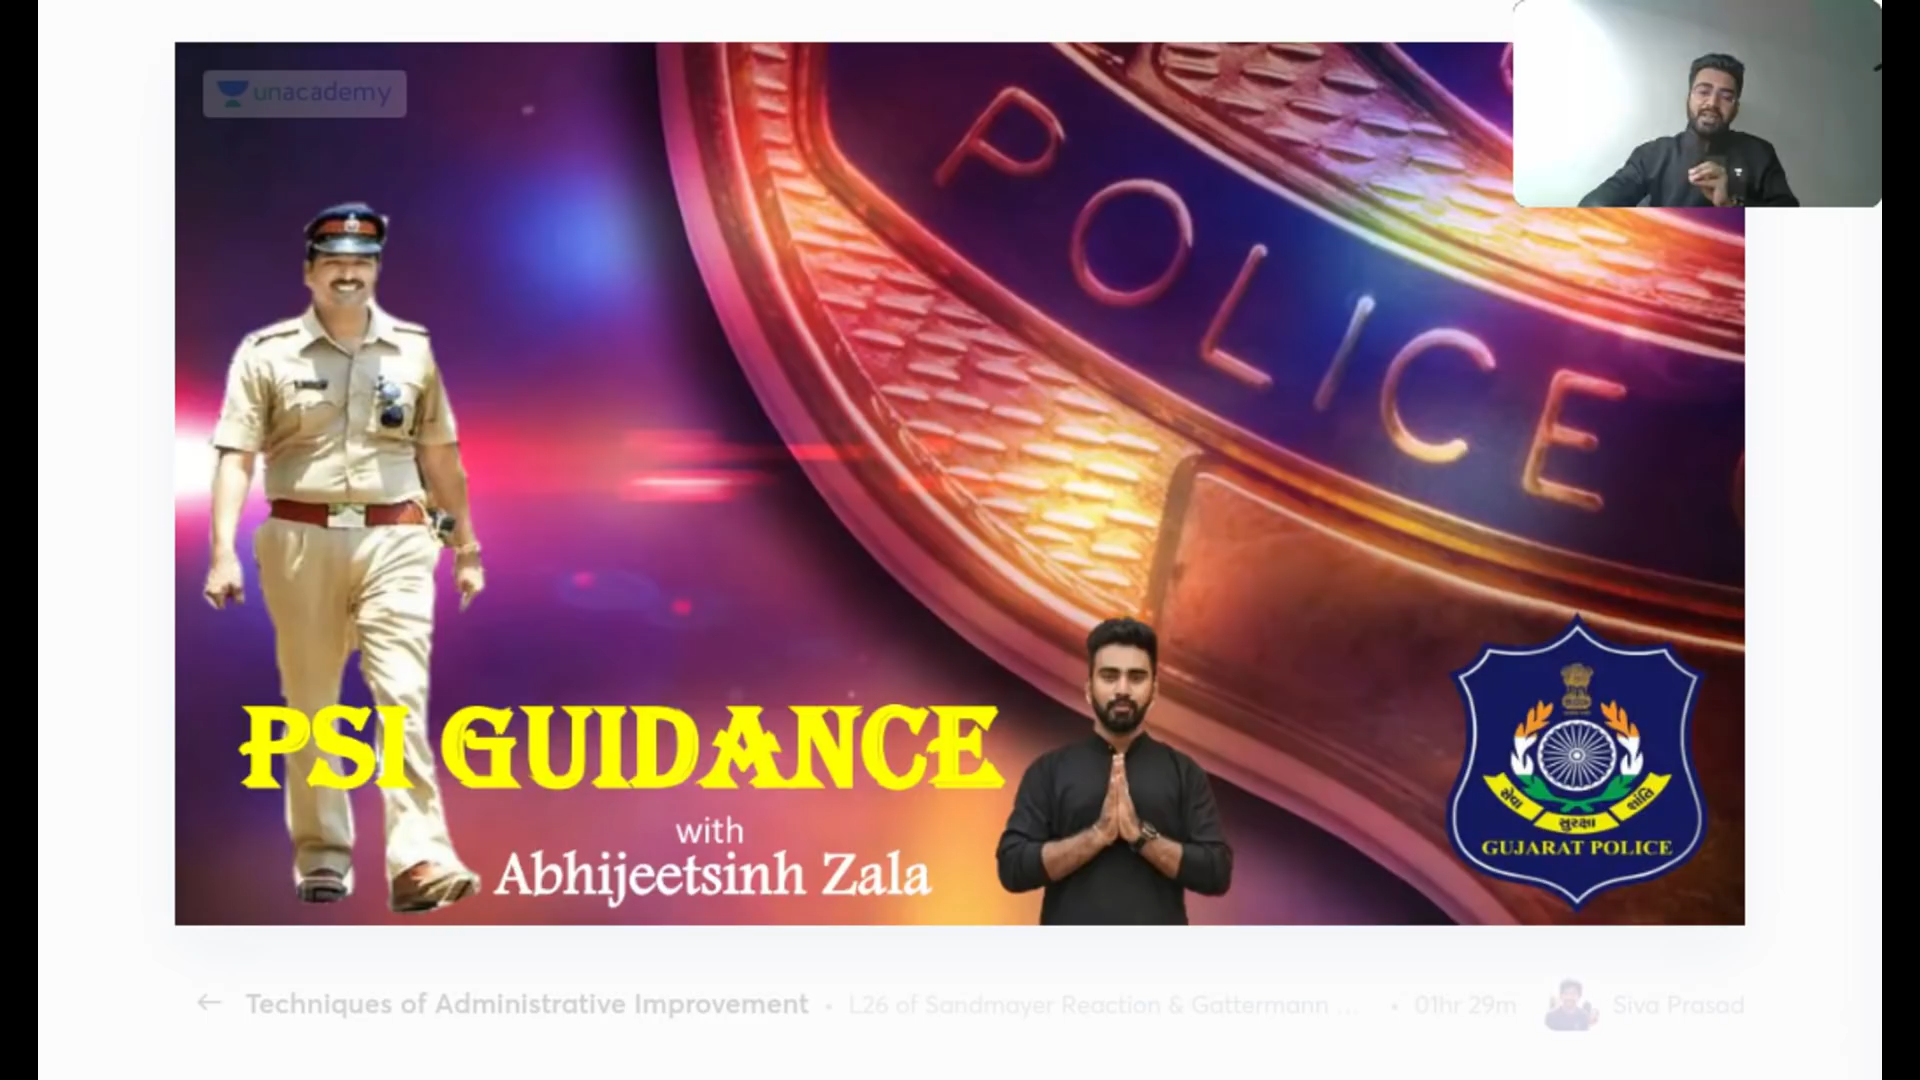 unacademy
POLICE
PSI GUIDANCE
with
Abhijeetsinh Zala
સેવા
સુરક્ષા
શાંતિ
GUJARAT POLICE
Techniques of Administrative Improvement • L26 of Sandmayer Reaction & Gattermann ... • 01hr 29m Siva Prasad